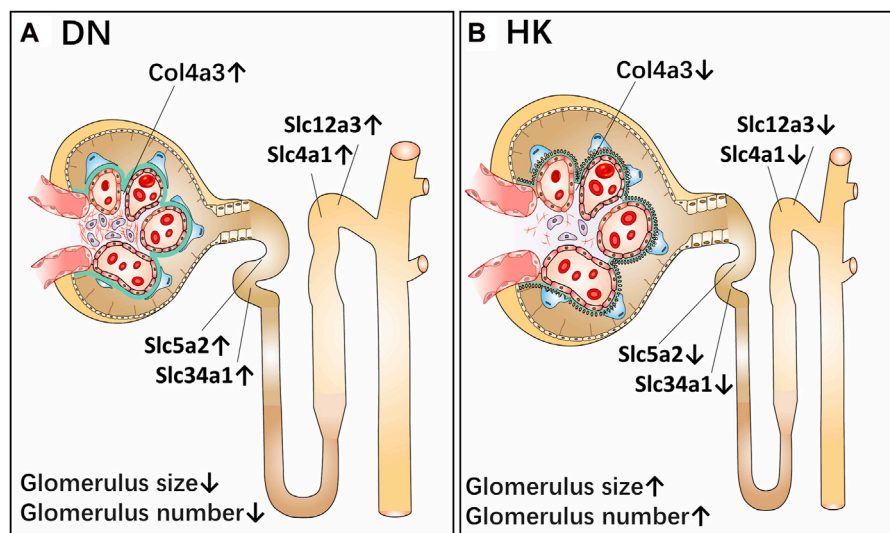 A DN
Col4a3↑
Slc12a3↑
Slc4a1↑
Slc5a2↑
Slc34a1↑
Glomerulus size↓
Glomerulus number↓
B HK
Col4a3↓
Slc12a3↓
Slc4a1↓
Slc5a2↓
Slc34a1↓
Glomerulus size↑
Glomerulus number↑